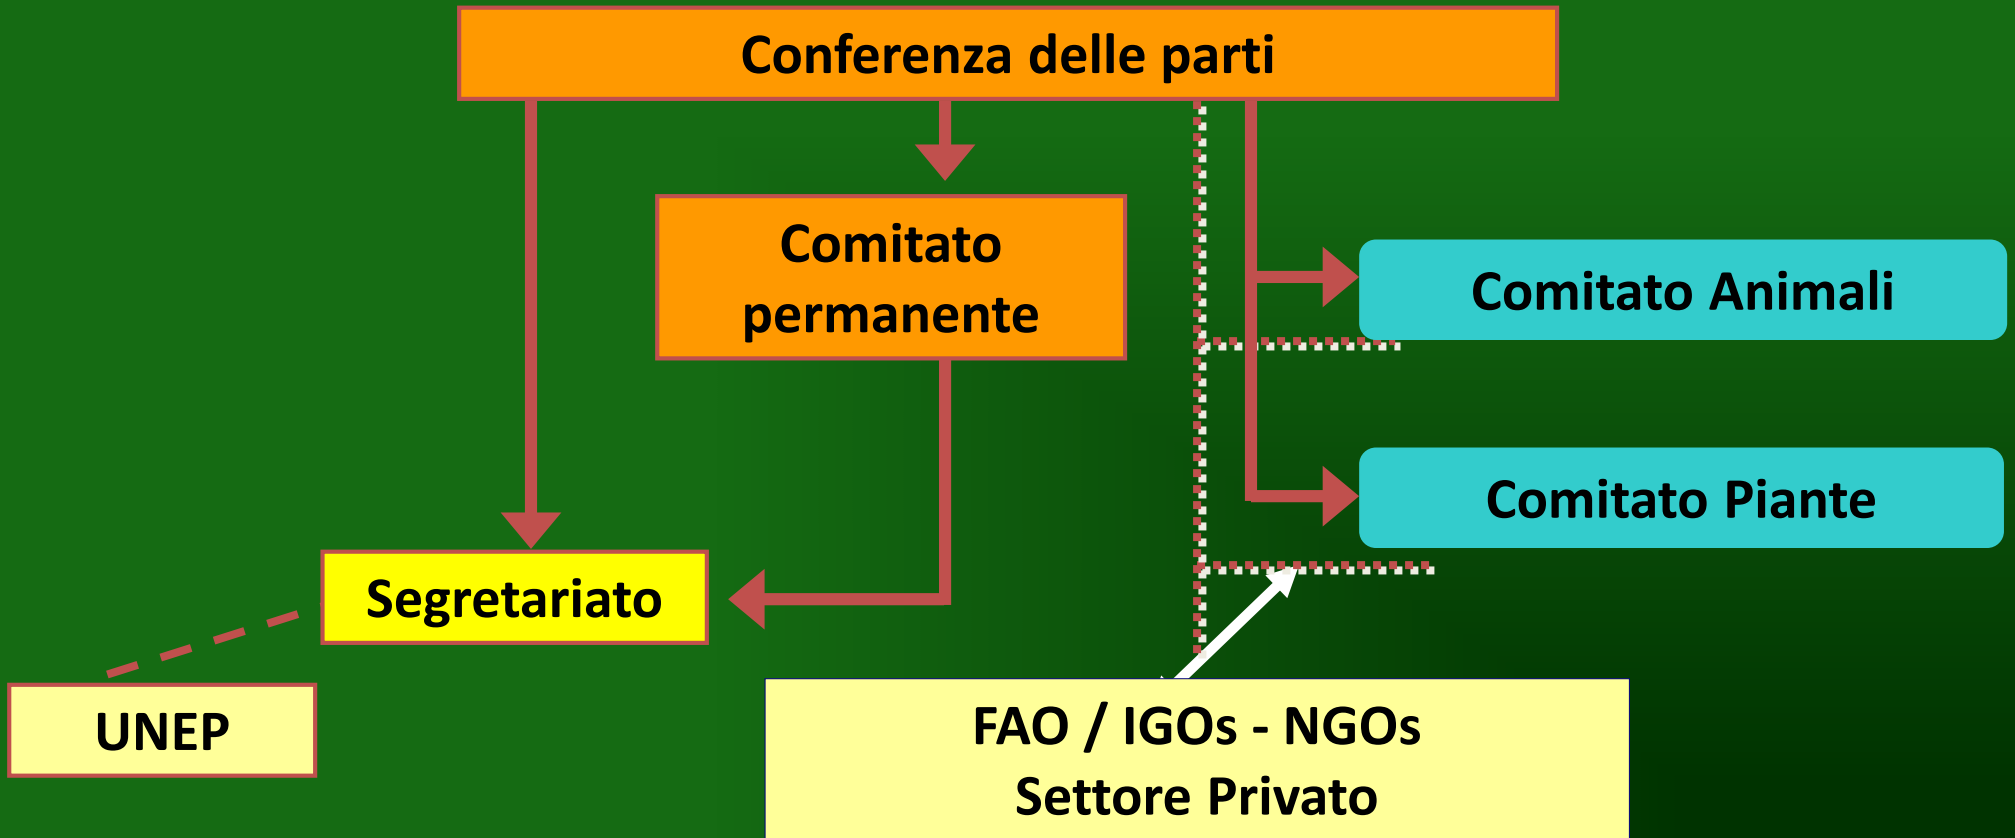 Conferenza delle parti
Comitato
permanente
Comitato Animali
Comitato Piante
Segretariato
UNEP
FAO / IGOs - NGOs
Settore Privato